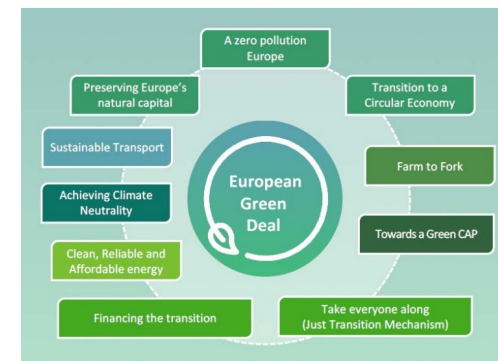 A zero pollution
Europe
Preserving Europe's
natural capital
Transition to a
Circular Economy
Sustainable Transport
Farm to Fork
European
Green
Deal
Achieving Climate
Neutrality
Towards a Green CAP
Clean, Reliable and
Affordable energy
Financing the transition
Take everyone along
(Just Transition Mechanism)